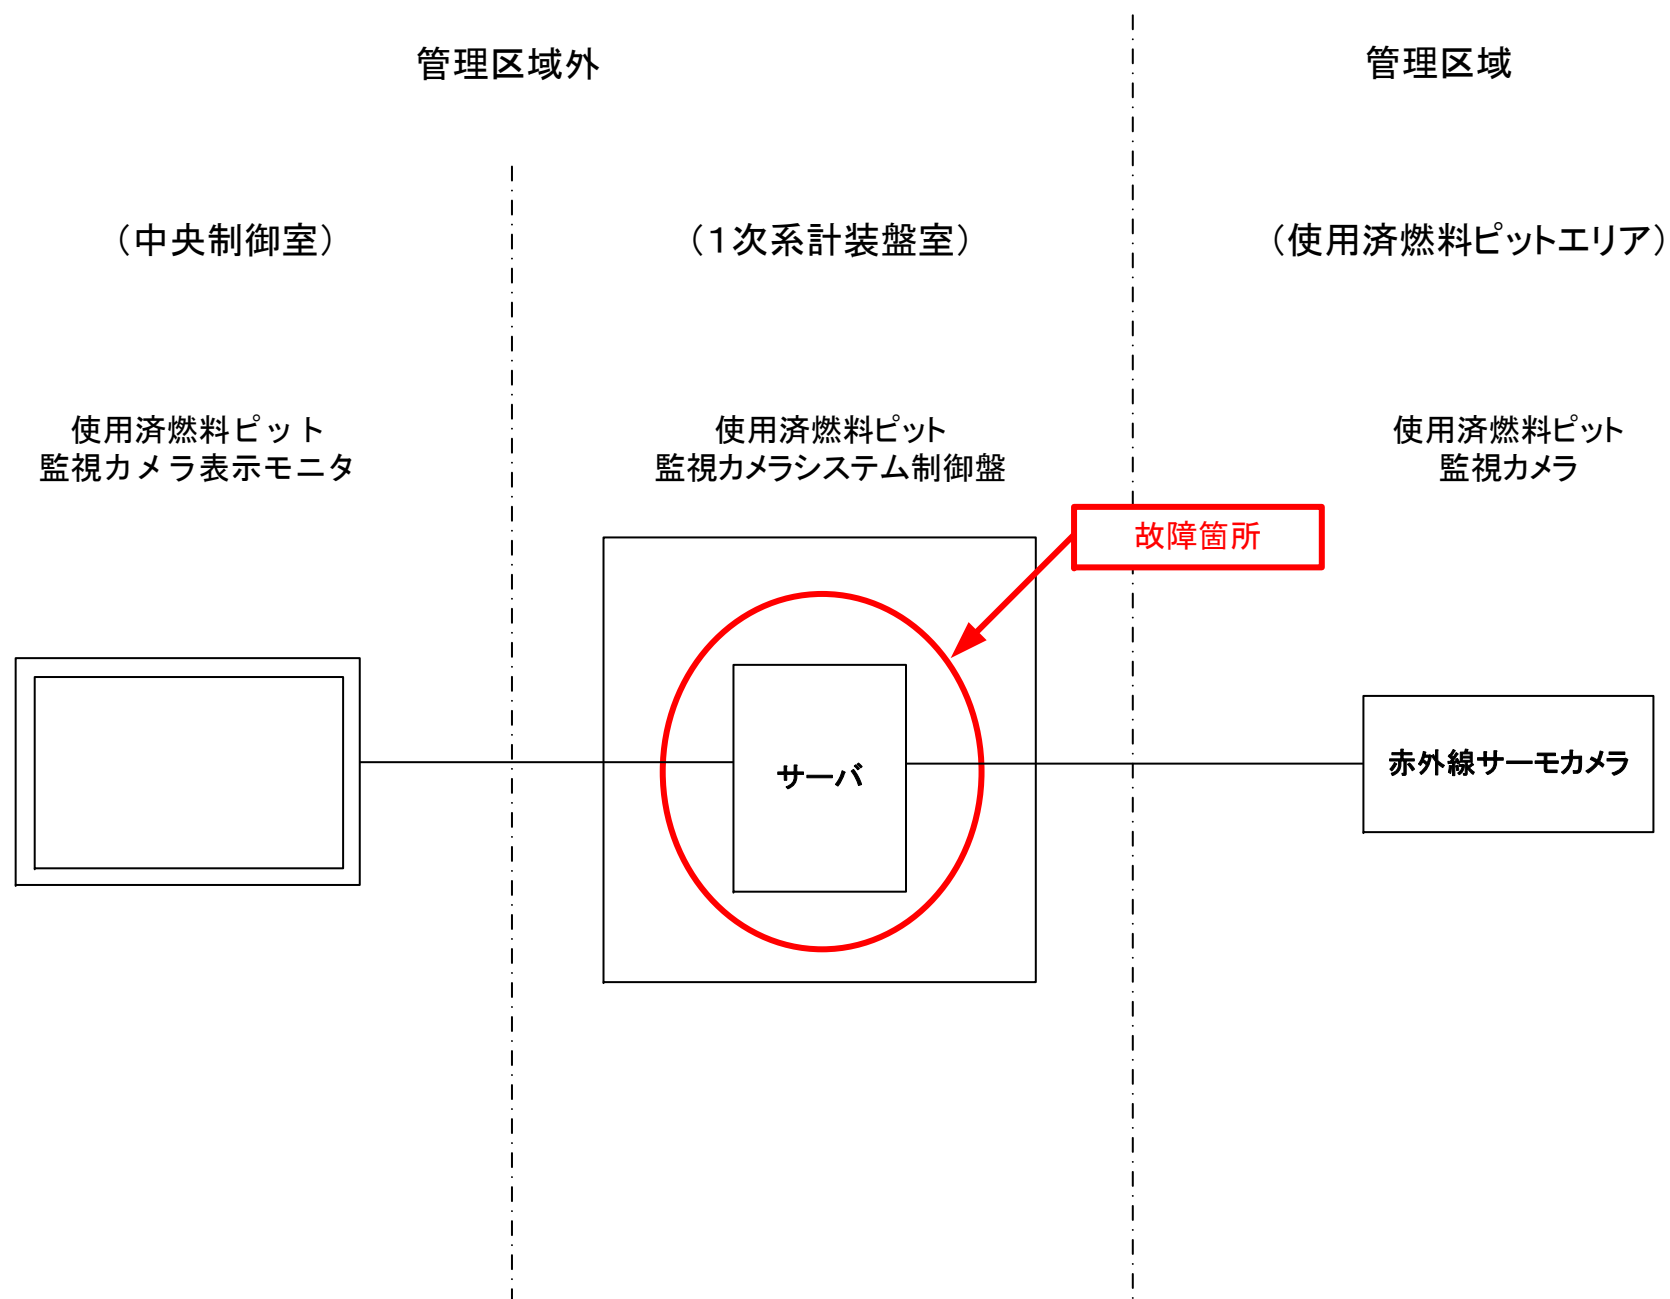 管理区域外
管理区域
（中央制御室）
（１次系計装盤室）
（使用済燃料ピットエリア）
使用済燃料ピット
監視カメラ表示モニタ
使用済燃料ピット
監視カメラシステム制御盤
使用済燃料ピット
監視カメラ
故障箇所
サーバ
赤外線サーモカメラ